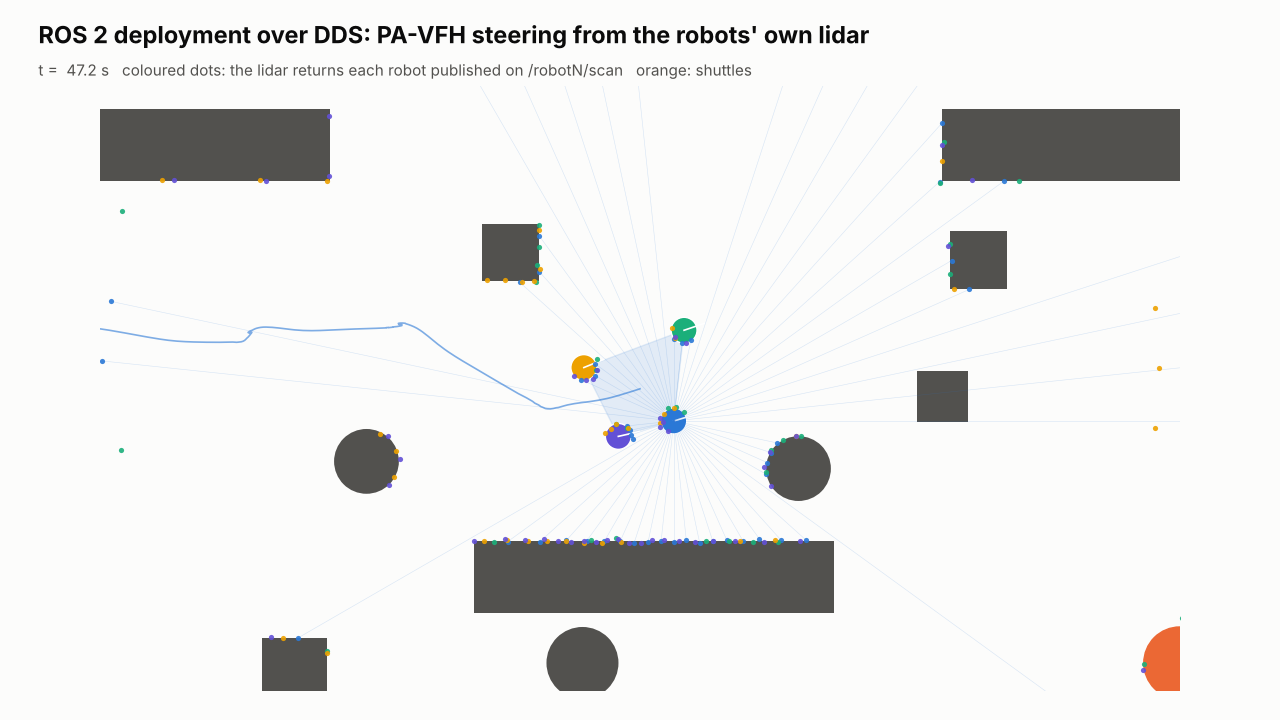 ROS 2 deployment over DDS: PA-VFH steering from the robots' own lidar
t = 47.2 s coloured dots: the lidar returns each robot published on /robotN/scan orange: shuttles